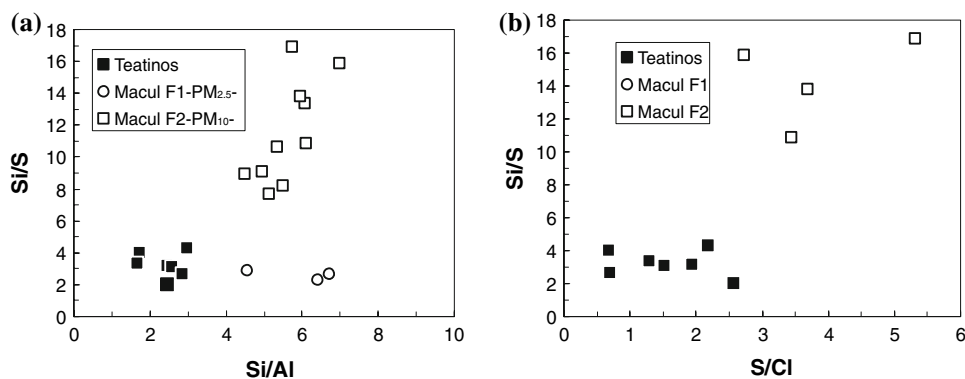 (a)
18
16
14
12
10
8
6
4
2
0
Si/S
Teatinos
Macul F1-PM2.5-
Macul F2-PM10-
0 2 4 6 8 10
Si/Al
(b)
18
16
14
12
10
8
6
4
2
0
Si/S
Teatinos
Macul F1
Macul F2
0 1 2 3 4 5 6
S/Cl